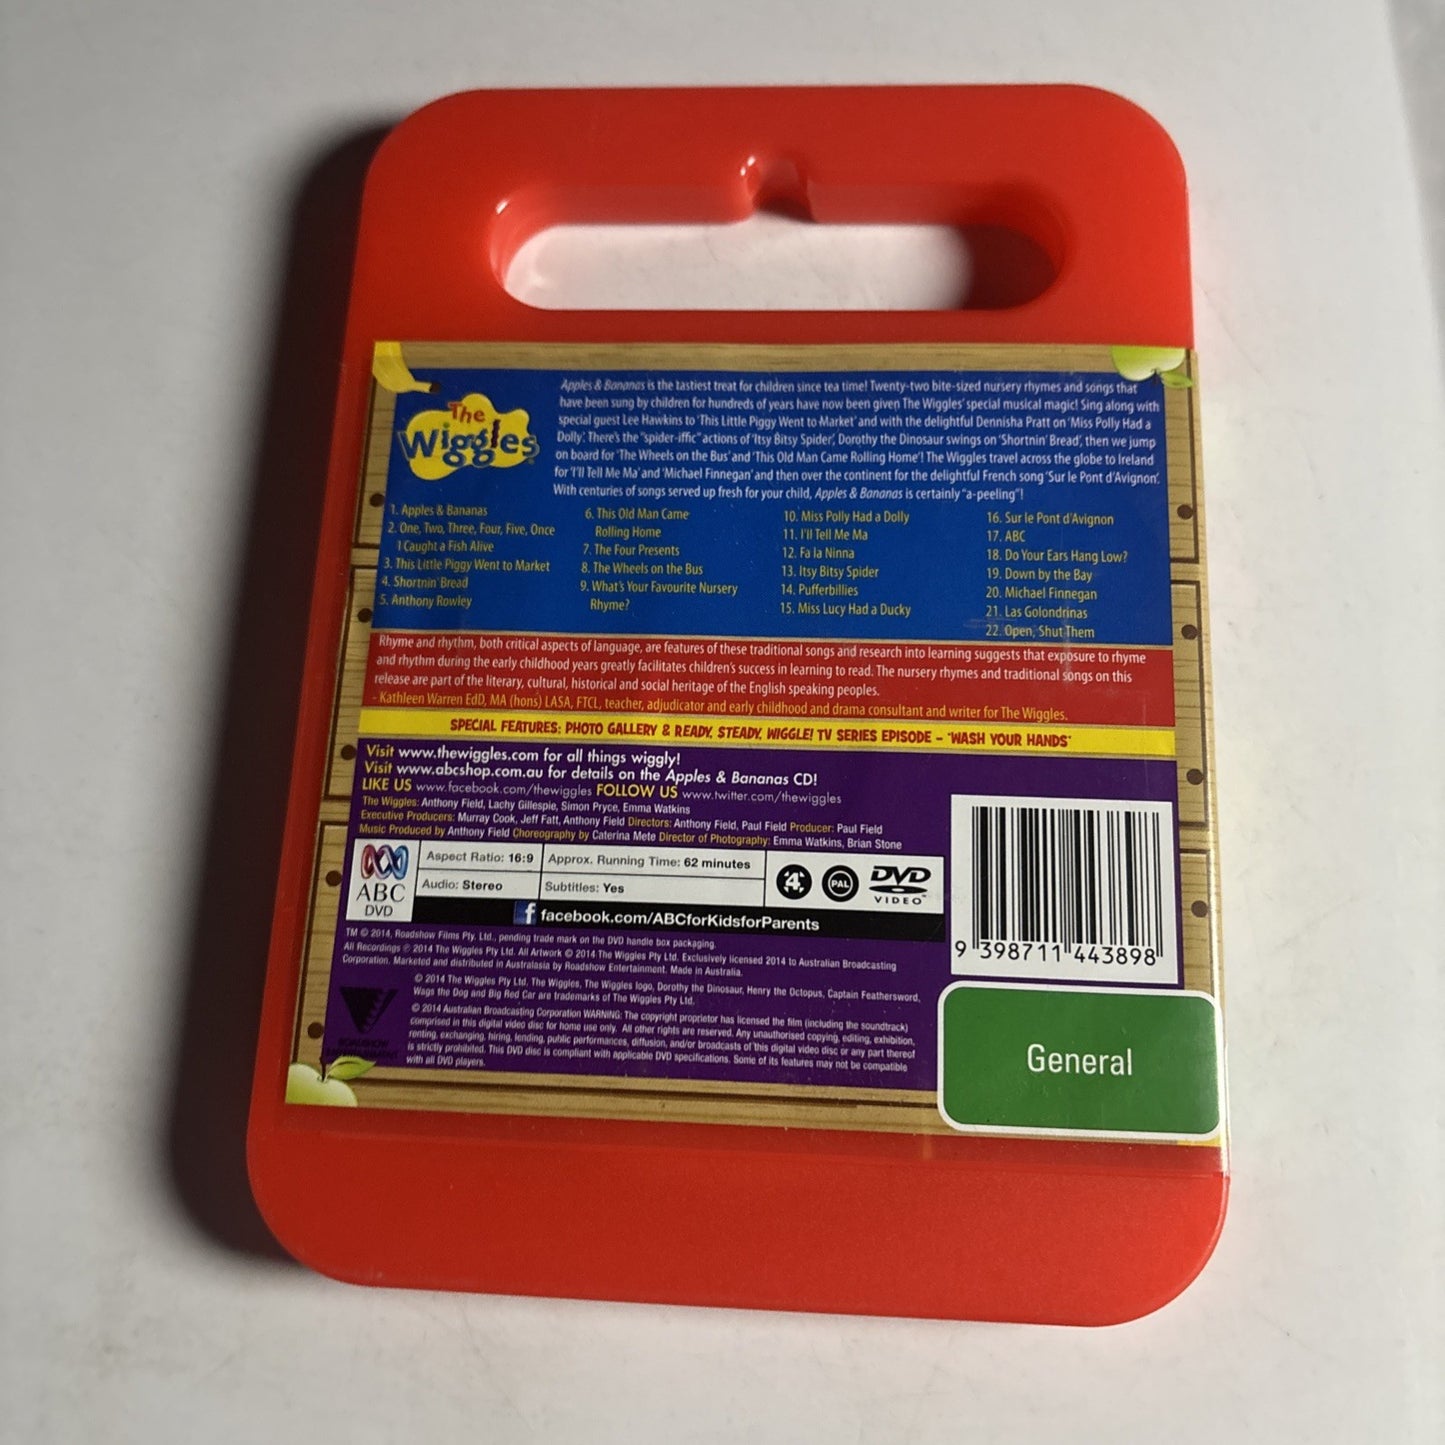 The
Wiggles
Apples & Bananas is the tastiest treat for children since tea time! Twenty-two bite-sized nursery rhymes and songs that
have been sung by children for hundreds of years have now been given The Wiggles' special musical magic! Sing along with
special guest Lee Hawkins to 'This Little Piggy Went to Market' and with the delightful Dennisha Pratt on 'Miss Polly Had a
Dolly'. There's the "spider-iffic" actions of 'Itsy Bitsy Spider', Dorothy the Dinosaur swings on 'Shortnin' Bread', then we jump
on board for 'The Wheels on the Bus' and 'This Old Man Came Rolling Home'! The Wiggles travel across the globe to Ireland
for 'I'll Tell Me Ma' and 'Michael Finnegan' and then over the continent for the delightful French song 'Sur le Pont d'Avignon'.
With centuries of songs served up fresh for your child, Apples & Bananas is certainly "a-peeling"!
1. Apples & Bananas
2. One, Two, Three, Four, Five, Once
I Caught a Fish Alive
3. This Little Piggy Went to Market
4. Shortnin' Bread
5. Anthony Rowley
6. This Old Man Came
Rolling Home
7. The Four Presents
8. The Wheels on the Bus
9. What's Your Favourite Nursery
Rhyme?
10. Miss Polly Had a Dolly
11. I'll Tell Me Ma
12. Fa la Ninna
13. Itsy Bitsy Spider
14. Pufferbillies
15. Miss Lucy Had a Ducky
16. Sur le Pont d'Avignon
17. ABC
18. Do Your Ears Hang Low?
19. Down by the Bay
20. Michael Finnegan
21. Las Golondrinas
22. Open, Shut Them
Rhyme and rhythm, both critical aspects of language, are features of these traditional songs and research into learning suggests that exposure to rhyme
and rhythm during the early childhood years greatly facilitates children's success in learning to read. The nursery rhymes and traditional songs on this
release are part of the literary, cultural, historical and social heritage of the English speaking peoples.
- Kathleen Warren EdD, MA (hons) LASA, FTCL, teacher, adjudicator and early childhood and drama consultant and writer for The Wiggles.
SPECIAL FEATURES: PHOTO GALLERY & READY, STEADY, WIGGLE! TV SERIES EPISODE – 'WASH YOUR HANDS'
Visit www.thewiggles.com for all things wiggly!
Visit www.abcshop.com.au for details on the Apples & Bananas CD!
LIKE US www.facebook.com/thewiggles FOLLOW US www.twitter.com/thewiggles
The Wiggles: Anthony Field, Lachy Gillespie, Simon Pryce, Emma Watkins
Executive Producers: Murray Cook, Jeff Fatt, Anthony Field Directors: Anthony Field, Paul Field Producer: Paul Field
Music Produced by Anthony Field Choreography by Caterina Mete Director of Photography: Emma Watkins, Brian Stone
ABC
DVD
Aspect Ratio: 16:9
Approx. Running Time: 62 minutes
Audio: Stereo
Subtitles: Yes
4
PAL
DVD
VIDEO
f facebook.com/ABCforKidsforParents
9 398711 443898
TM © 2014, Roadshow Films Pty. Ltd., pending trade mark on the DVD handle box packaging.
All Recordings ℗ 2014 The Wiggles Pty Ltd. All Artwork © 2014 The Wiggles Pty Ltd. Exclusively licensed 2014 to Australian Broadcasting
Corporation. Marketed and distributed in Australasia by Roadshow Entertainment. Made in Australia.
© 2014 The Wiggles Pty Ltd. The Wiggles, The Wiggles logo, Dorothy the Dinosaur, Henry the Octopus, Captain Feathersword,
Wags the Dog and Big Red Car are trademarks of The Wiggles Pty Ltd.
© 2014 Australian Broadcasting Corporation WARNING: The copyright proprietor has licensed the film (including the soundtrack)
comprised in this digital video disc for home use only. All other rights are reserved. Any unauthorised copying, editing, exhibition,
renting, exchanging, hiring, lending, public performances, diffusion, and/or broadcasts of this digital video disc or any part thereof
is strictly prohibited. This DVD disc is compliant with applicable DVD specifications. Some of its features may not be compatible
with all DVD players.
ROADSHOW
ENTERTAINMENT
General